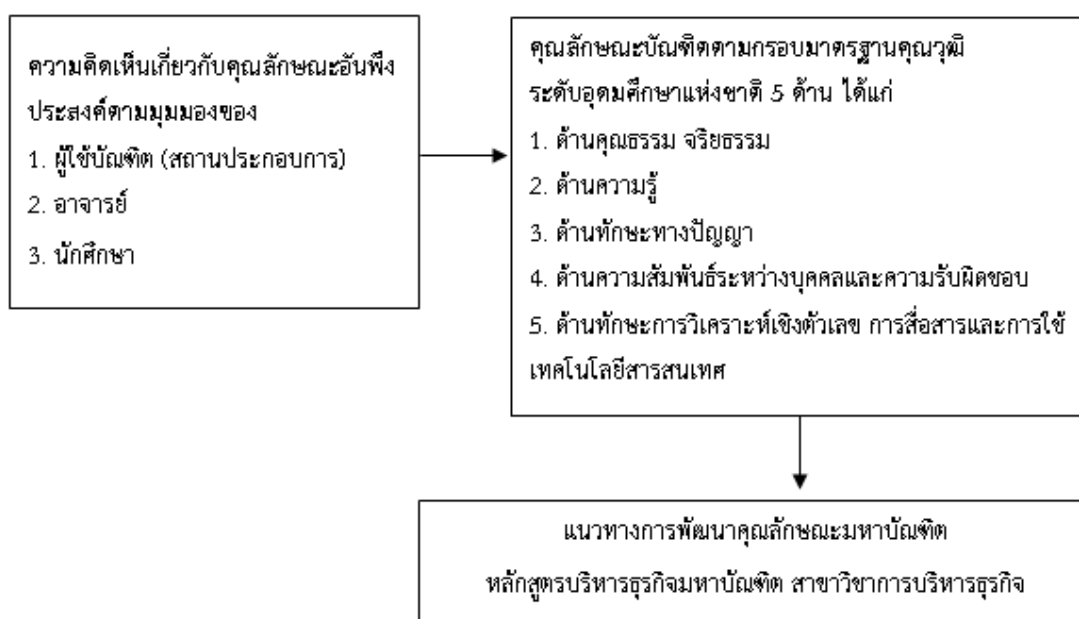 ความคิดเห็นเกี่ยวกับคุณลักษณะอันพึง
ประสงค์ตามมุมมองของ
1. ผู้ใช้บัณฑิต (สถานประกอบการ)
2. อาจารย์
3. นักศึกษา
คุณลักษณะบัณฑิตตามกรอบมาตรฐานคุณวุฒิ
ระดับอุดมศึกษาแห่งชาติ 5 ด้าน ได้แก่
1. ด้านคุณธรรม จริยธรรม
2. ด้านความรู้
3. ด้านทักษะทางปัญญา
4. ด้านความสัมพันธ์ระหว่างบุคคลและความรับผิดชอบ
5. ด้านทักษะการวิเคราะห์เชิงตัวเลข การสื่อสารและการใช้
เทคโนโลยีสารสนเทศ
แนวทางการพัฒนาคุณลักษณะมหาบัณฑิต
หลักสูตรบริหารธุรกิจมหาบัณฑิต สาขาวิชาการบริหารธุรกิจ